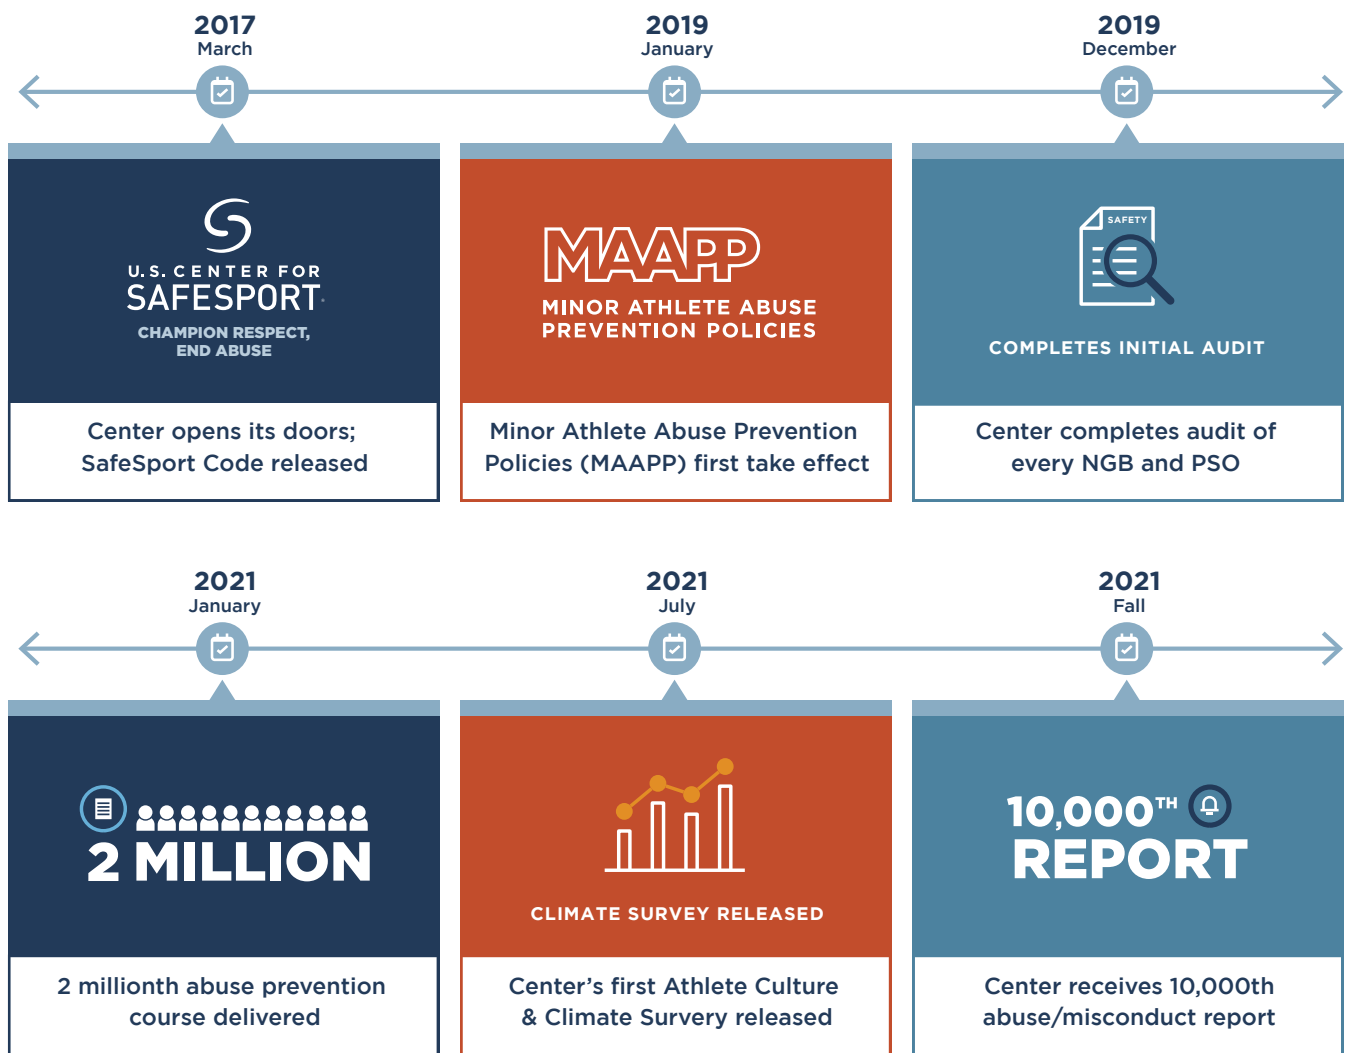 2017
March
2019
January
2019
December
U.S. CENTER FOR
SAFESPORT
CHAMPION RESPECT,
END ABUSE
MAAPP
MINOR ATHLETE ABUSE
PREVENTION POLICIES
SAFETY
COMPLETES INITIAL AUDIT
Center opens its doors;
SafeSport Code released
Minor Athlete Abuse Prevention
Policies (MAAPP) first take effect
Center completes audit of
every NGB and PSO
2021
January
2021
July
2021
Fall
2 MILLION
CLIMATE SURVEY RELEASED
10,000TH
REPORT
2 millionth abuse prevention
course delivered
Center’s first Athlete Culture
& Climate Survery released
Center receives 10,000th
abuse/misconduct report